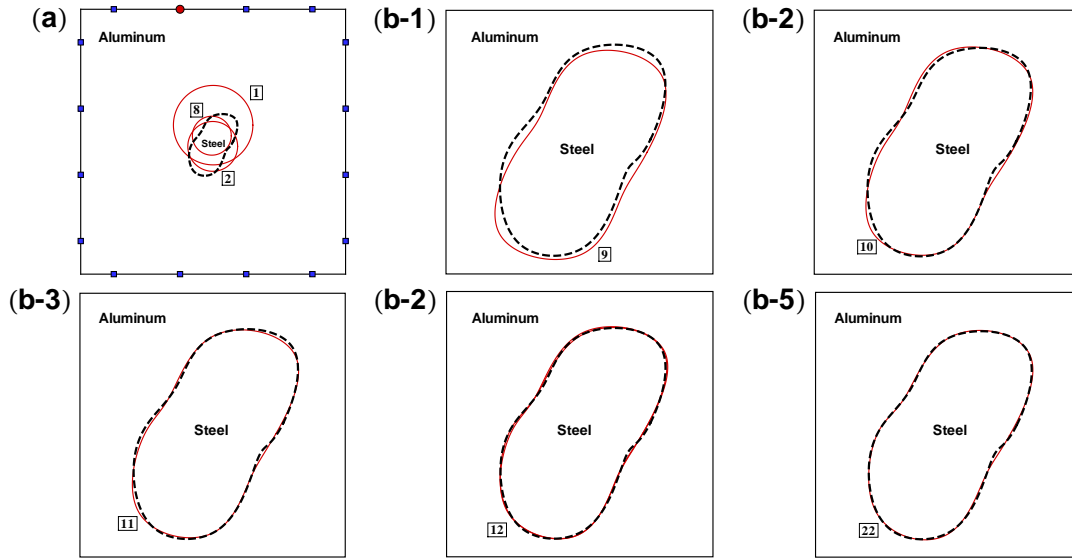 (a)
Aluminum
1
8
Steel
2
(b-1)
Aluminum
Steel
9
(b-2)
Aluminum
Steel
10
(b-3)
Aluminum
Steel
11
(b-2)
Aluminum
Steel
12
(b-5)
Aluminum
Steel
22